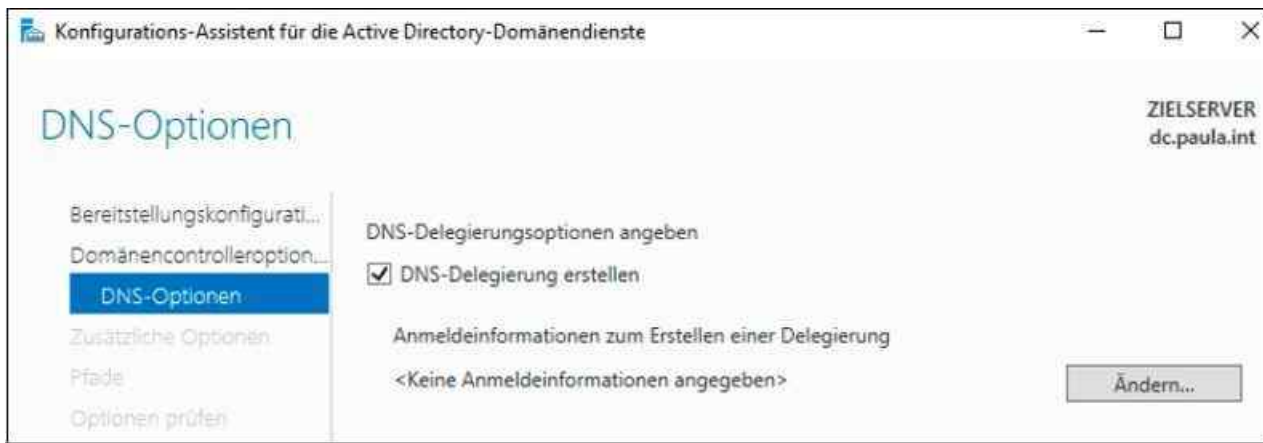 Konfigurations-Assistent für die Active Directory-Domänendienste
DNS-Optionen
ZIELSERVER
dc.paula.int
Bereitstellungskonfigurati...
Domänencontrolleroption...
DNS-Optionen
Zusätzliche Optionen
Pfade
Optionen prüfen
DNS-Delegierungsoptionen angeben
DNS-Delegierung erstellen
Anmeldeinformationen zum Erstellen einer Delegierung
<Keine Anmeldeinformationen angegeben>
Ändern...